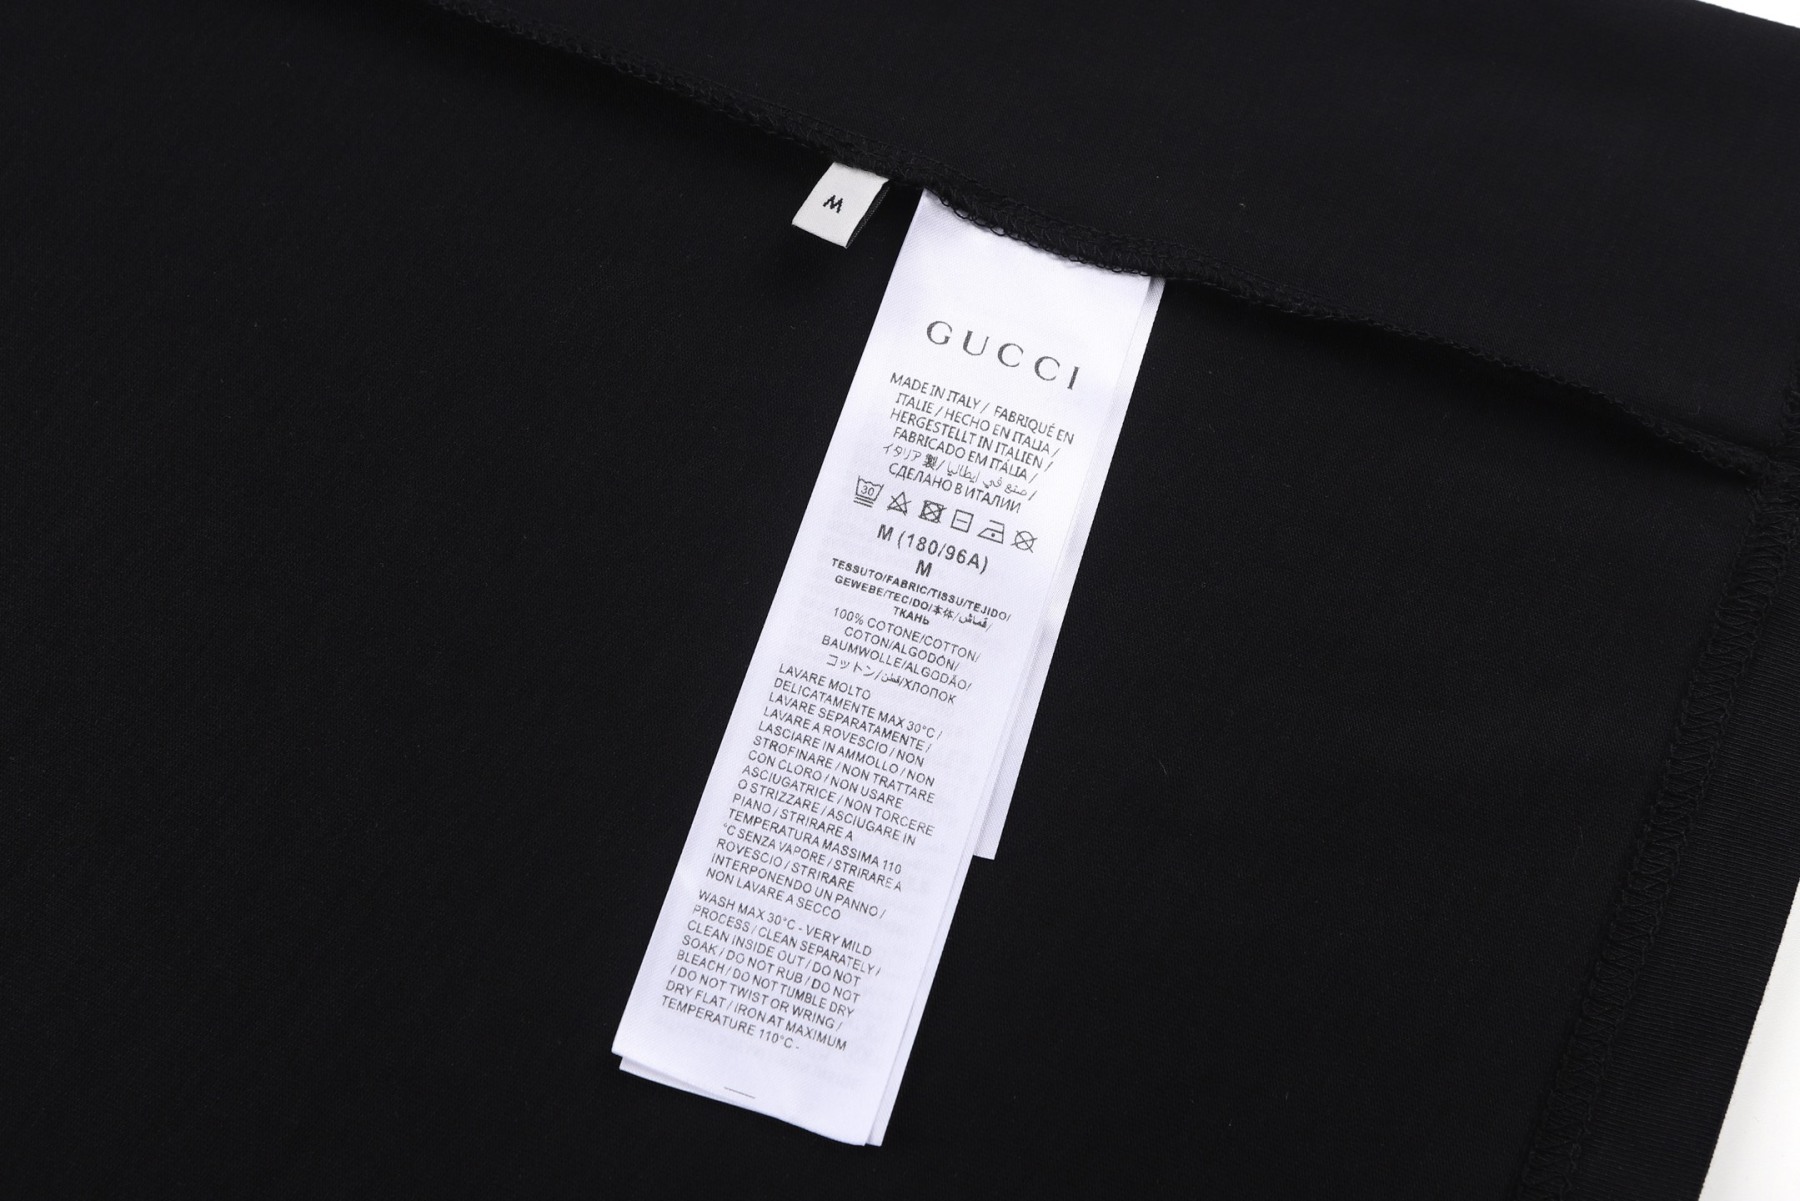 M
GUCCI
MADE IN ITALY / FABRIQUÉ EN
ITALIE / HECHO EN ITALIA /
HERGESTELLT IN ITALIEN /
FABRICADO EM ITÁLIA /
イタリア製/ صنع في إيطاليا /
СДЕЛАНО В ИТАЛИИ
30
M (180/96A)
M
TESSUTO/FABRIC/TISSU/TEJIDO/
GEWEBE/TECIDO/本体/قماش/
ТКАНЬ
100% COTONE/COTTON/
COTON/ALGODÓN/
BAUMWOLLE/ALGODÃO/
コットン/قطن/ХЛОПОК
LAVARE MOLTO
DELICATAMENTE MAX 30°C /
LAVARE SEPARATAMENTE /
LAVARE A ROVESCIO / NON
LASCIARE IN AMMOLLO / NON
STROFINARE / NON TRATTARE
CON CLORO / NON USARE
ASCIUGATRICE / NON TORCERE
O STRIZZARE / ASCIUGARE IN
PIANO / STRIRARE A
TEMPERATURA MASSIMA 110
°C SENZA VAPORE / STRIRARE A
ROVESCIO / STRIRARE
INTERPONENDO UN PANNO /
NON LAVARE A SECCO
WASH MAX 30°C - VERY MILD
PROCESS / CLEAN SEPARATELY /
CLEAN INSIDE OUT / DO NOT
SOAK / DO NOT RUB / DO NOT
BLEACH / DO NOT TUMBLE DRY
/ DO NOT TWIST OR WRING /
DRY FLAT / IRON AT MAXIMUM
TEMPERATURE 110°C -